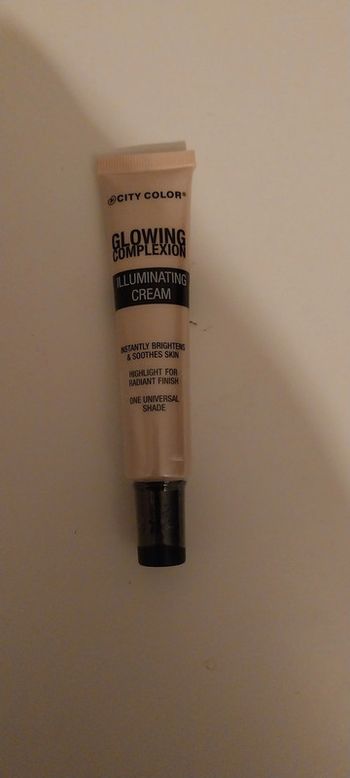 CITY COLOR®
GLOWING
COMPLEXION
ILLUMINATING
CREAM
INSTANTLY BRIGHTENS
& SOOTHES SKIN
HIGHLIGHT FOR
RADIANT FINISH
ONE UNIVERSAL
SHADE